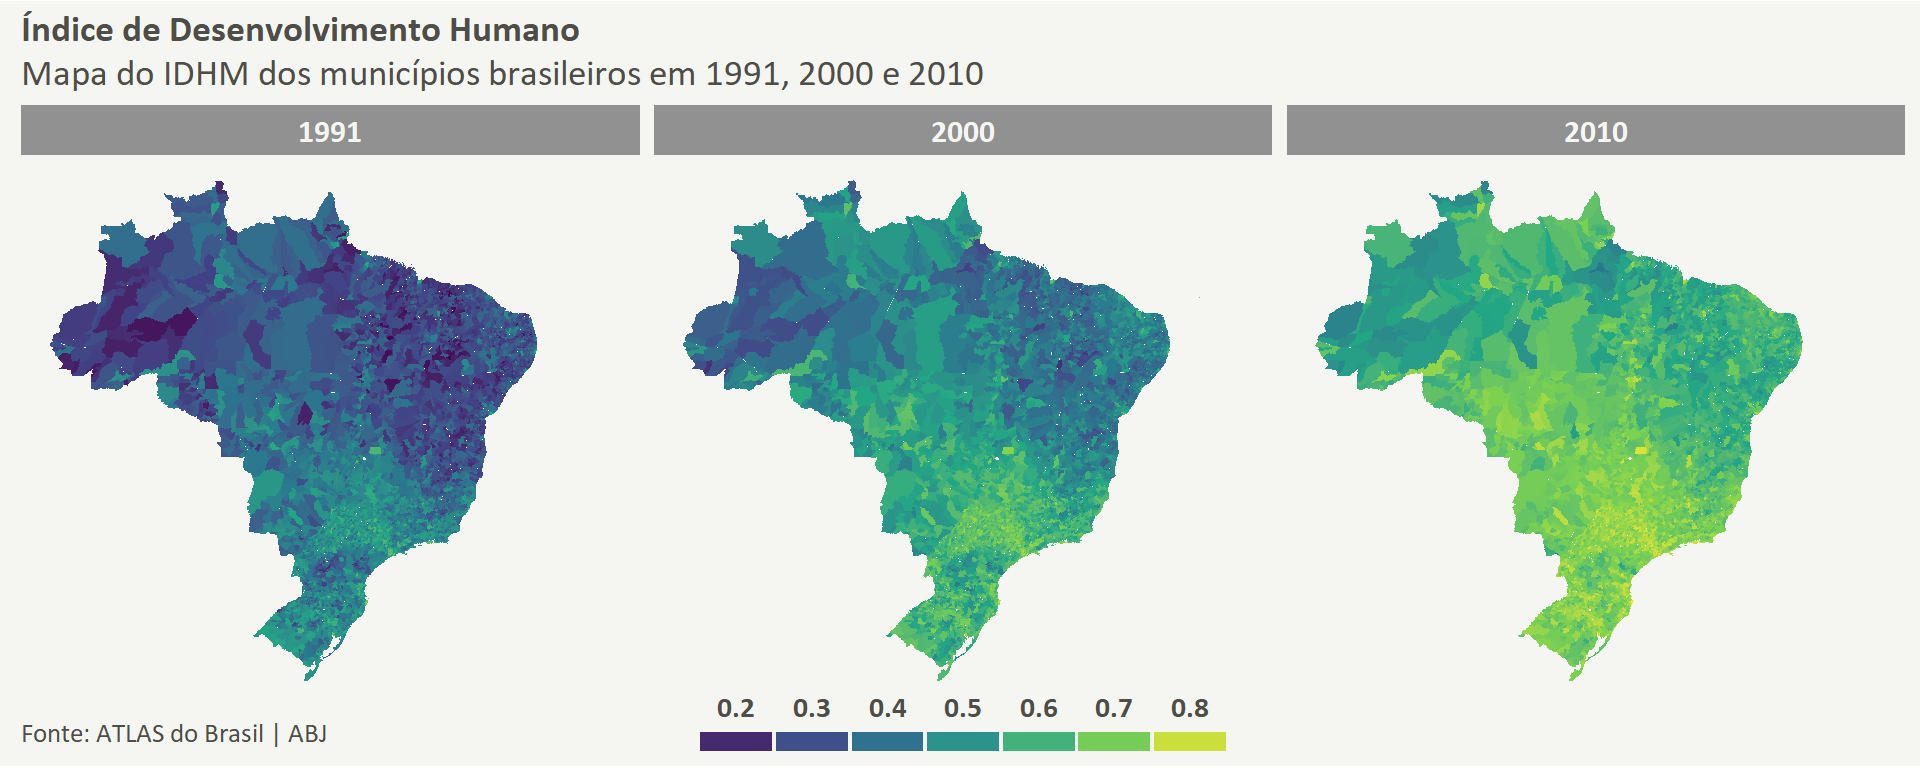 Índice de Desenvolvimento Humano
Mapa do IDHM dos municípios brasileiros em 1991, 2000 e 2010
1991
2000
2010
0.2 0.3 0.4 0.5 0.6 0.7 0.8
Fonte: ATLAS do Brasil | ABJ